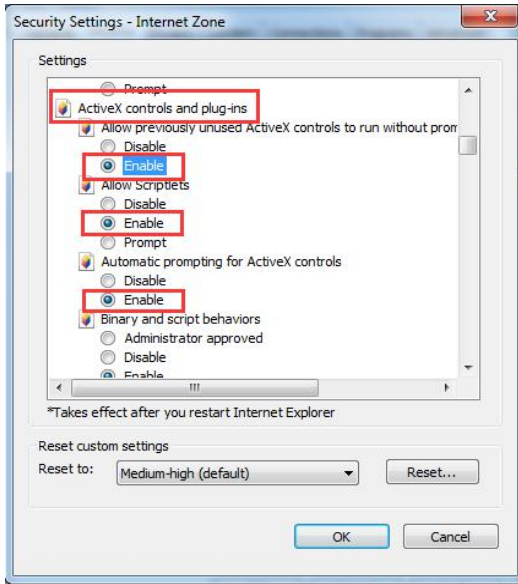 Security Settings - Internet Zone
Settings
Prompt
ActiveX controls and plug-ins
Allow previously unused ActiveX controls to run without prom
Disable
Enable
Allow Scriptlets
Disable
Enable
Prompt
Automatic prompting for ActiveX controls
Disable
Enable
Binary and script behaviors
Administrator approved
Disable
Enable
*Takes effect after you restart Internet Explorer
Reset custom settings
Reset to: Medium-high (default) Reset...
OK Cancel